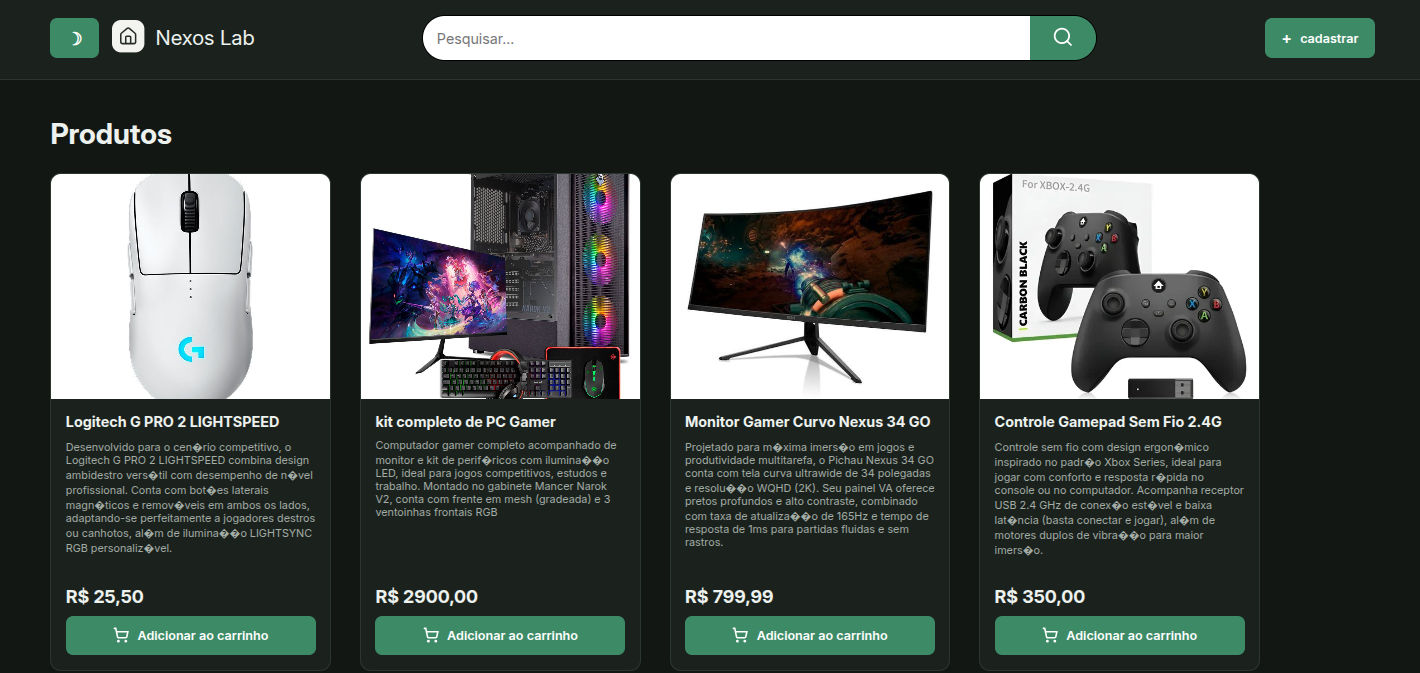 Nexos Lab
Pesquisar...
+ cadastrar
Produtos
For XBOX-2.4G
CARBON BLACK
Logitech G PRO 2 LIGHTSPEED
Desenvolvido para o cen�rio competitivo, o
Logitech G PRO 2 LIGHTSPEED combina design
ambidestro vers�til com desempenho de n�vel
profissional. Conta com bot�es laterais
magn�ticos e remov�veis em ambos os lados,
adaptando-se perfeitamente a jogadores destros
ou canhotos, al�m de ilumina��o LIGHTSYNC
RGB personaliz�vel.
R$ 25,50
Adicionar ao carrinho
kit completo de PC Gamer
Computador gamer completo acompanhado de
monitor e kit de perif�ricos com ilumina��o
LED, ideal para jogos competitivos, estudos e
trabalho. Montado no gabinete Mancer Narok
V2, conta com frente em mesh (gradeada) e 3
ventoinhas frontais RGB
R$ 2900,00
Adicionar ao carrinho
Monitor Gamer Curvo Nexus 34 GO
Projetado para m�xima imers�o em jogos e
produtividade multitarefa, o Pichau Nexus 34 GO
conta com tela curva ultrawide de 34 polegadas
e resolu��o WQHD (2K). Seu painel VA oferece
pretos profundos e alto contraste, combinado
com taxa de atualiza��o de 165Hz e tempo de
resposta de 1ms para partidas fluidas e sem
rastros.
R$ 799,99
Adicionar ao carrinho
Controle Gamepad Sem Fio 2.4G
Controle sem fio com design ergon�mico
inspirado no padr�o Xbox Series, ideal para
jogar com conforto e resposta r�pida no
console ou no computador. Acompanha receptor
USB 2.4 GHz de conex�o est�vel e baixa
lat�ncia (basta conectar e jogar), al�m de
motores duplos de vibra��o para maior
imers�o.
R$ 350,00
Adicionar ao carrinho